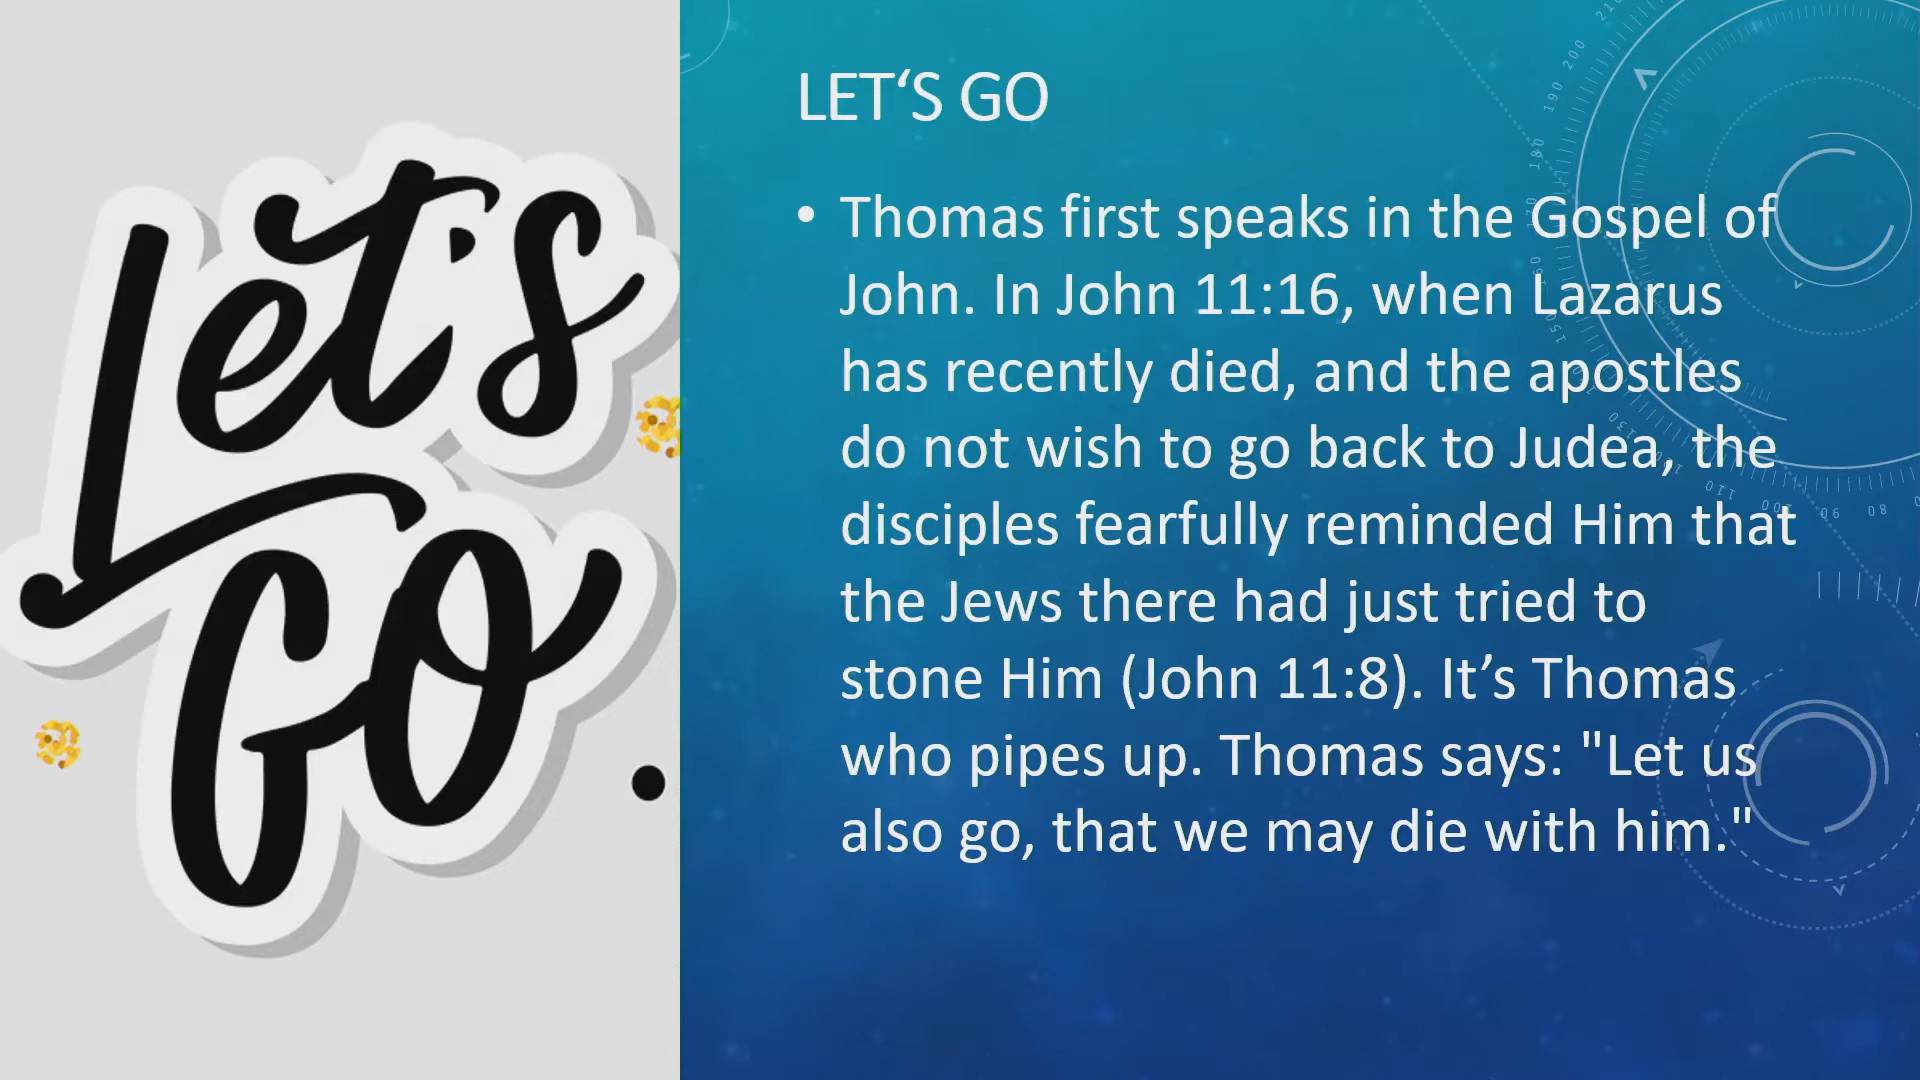 Let's
Go
LET‘S GO
• Thomas first speaks in the Gospel of
John. In John 11:16, when Lazarus
has recently died, and the apostles
do not wish to go back to Judea, the
disciples fearfully reminded Him that
the Jews there had just tried to
stone Him (John 11:8). It’s Thomas
who pipes up. Thomas says: "Let us
also go, that we may die with him."